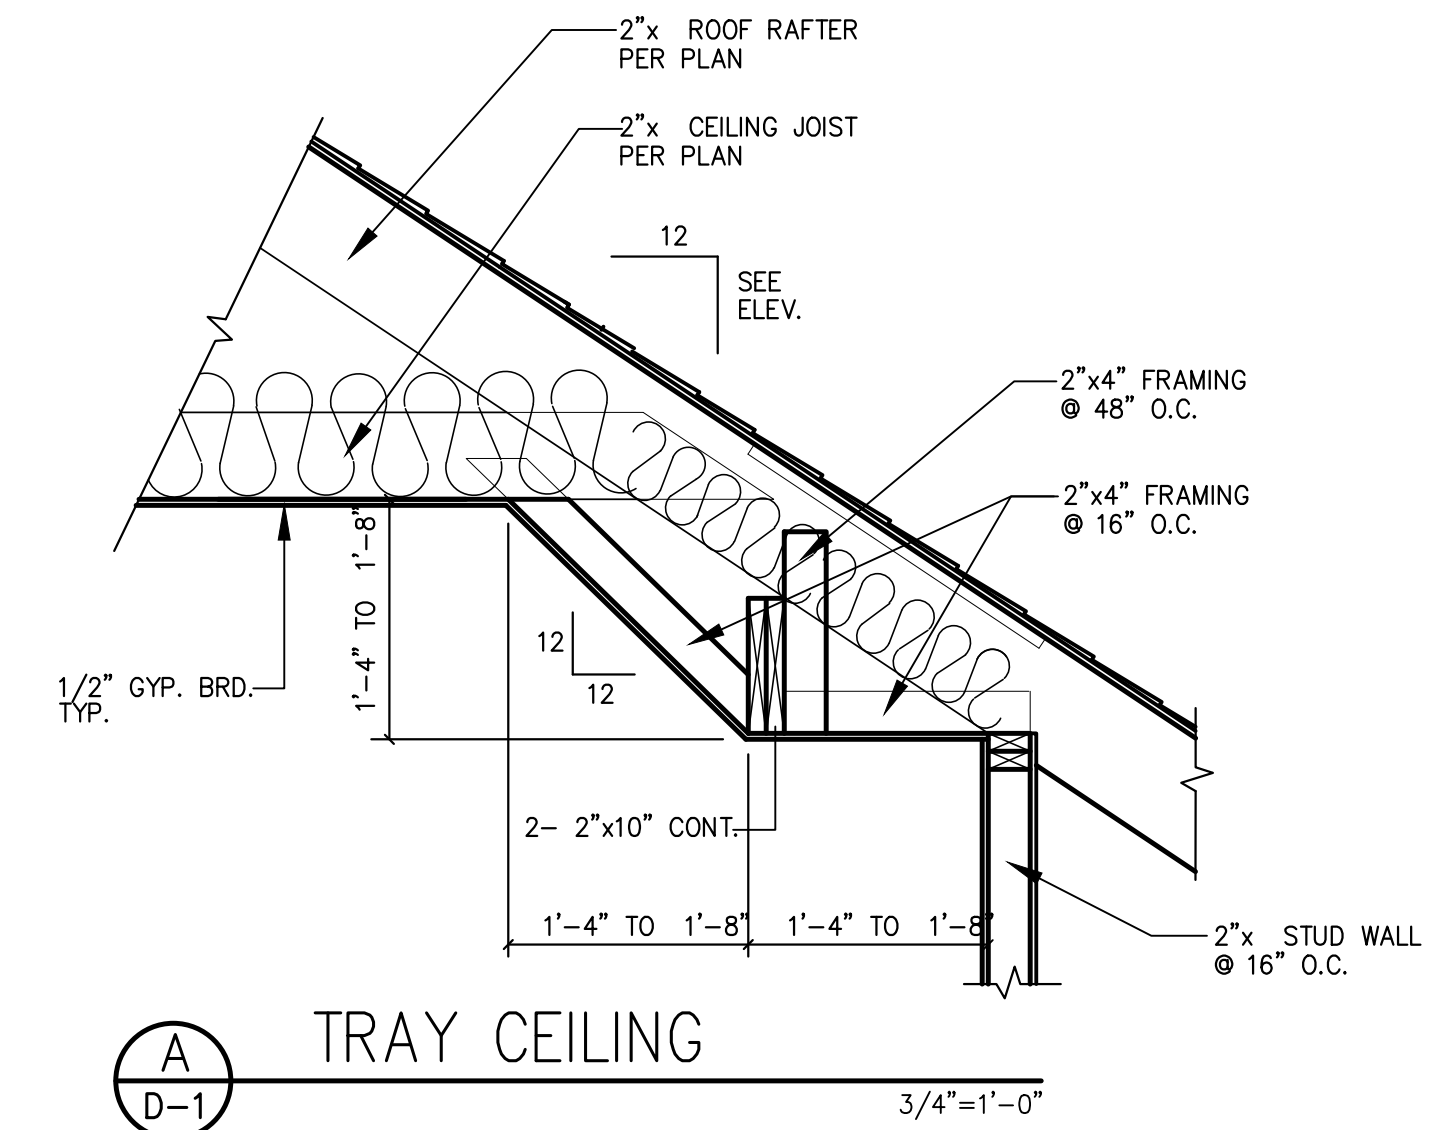 2"x ROOF RAFTER
PER PLAN
2"x CEILING JOIST
PER PLAN
12
SEE
ELEV.
2"x4" FRAMING
@ 48" O.C.
2"x4" FRAMING
@ 16" O.C.
1'-4" TO 1'-8"
12
12
1/2" GYP. BRD.
TYP.
2- 2"x10" CONT.
1'-4" TO 1'-8"
1'-4" TO 1'-8"
2"x STUD WALL
@ 16" O.C.
A
D-1
TRAY CEILING
3/4"=1'-0"